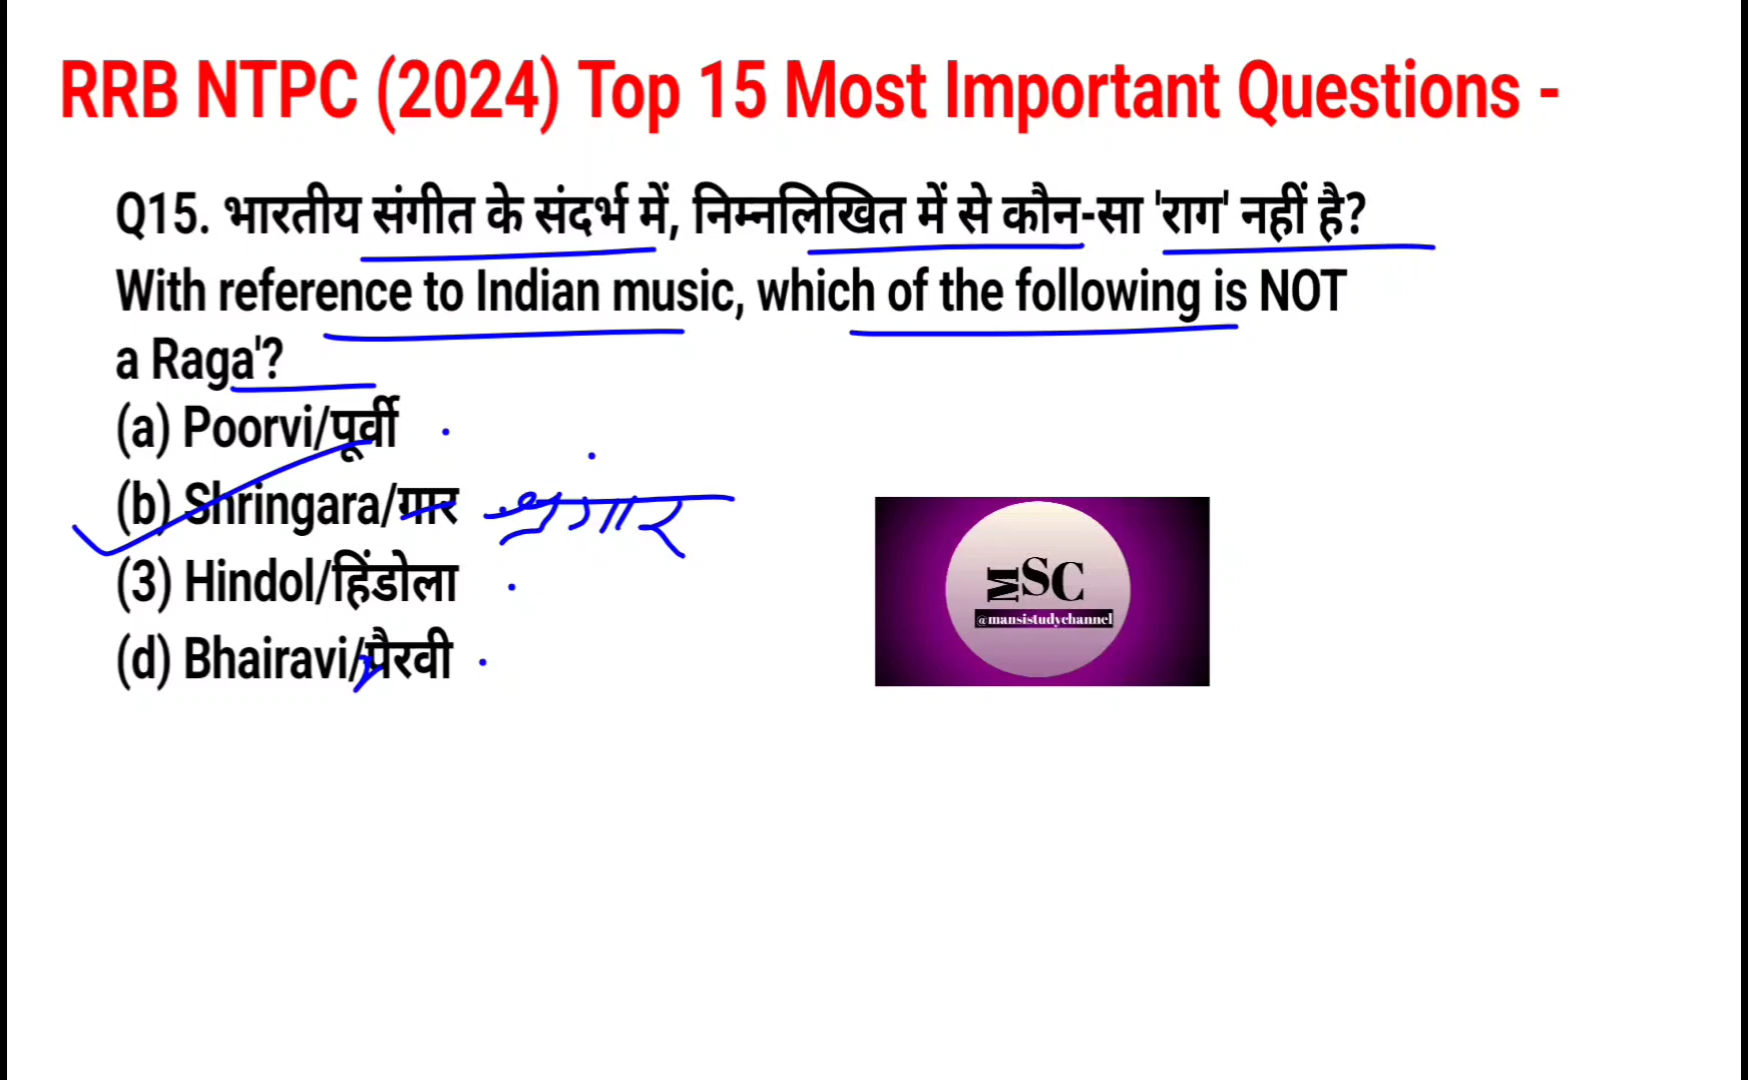 RRB NTPC (2024) Top 15 Most Important Questions -
Q15. भारतीय संगीत के संदर्भ में, निम्नलिखित में से कौन-सा 'राग' नहीं है?
With reference to Indian music, which of the following is NOT
a Raga'?
(a) Poorvi/पूर्वी
(b) Shringara/गार श्रृंगार
(3) Hindol/हिंडोला
(d) Bhairavi/पैरवी
MSC
@mansistudychannel